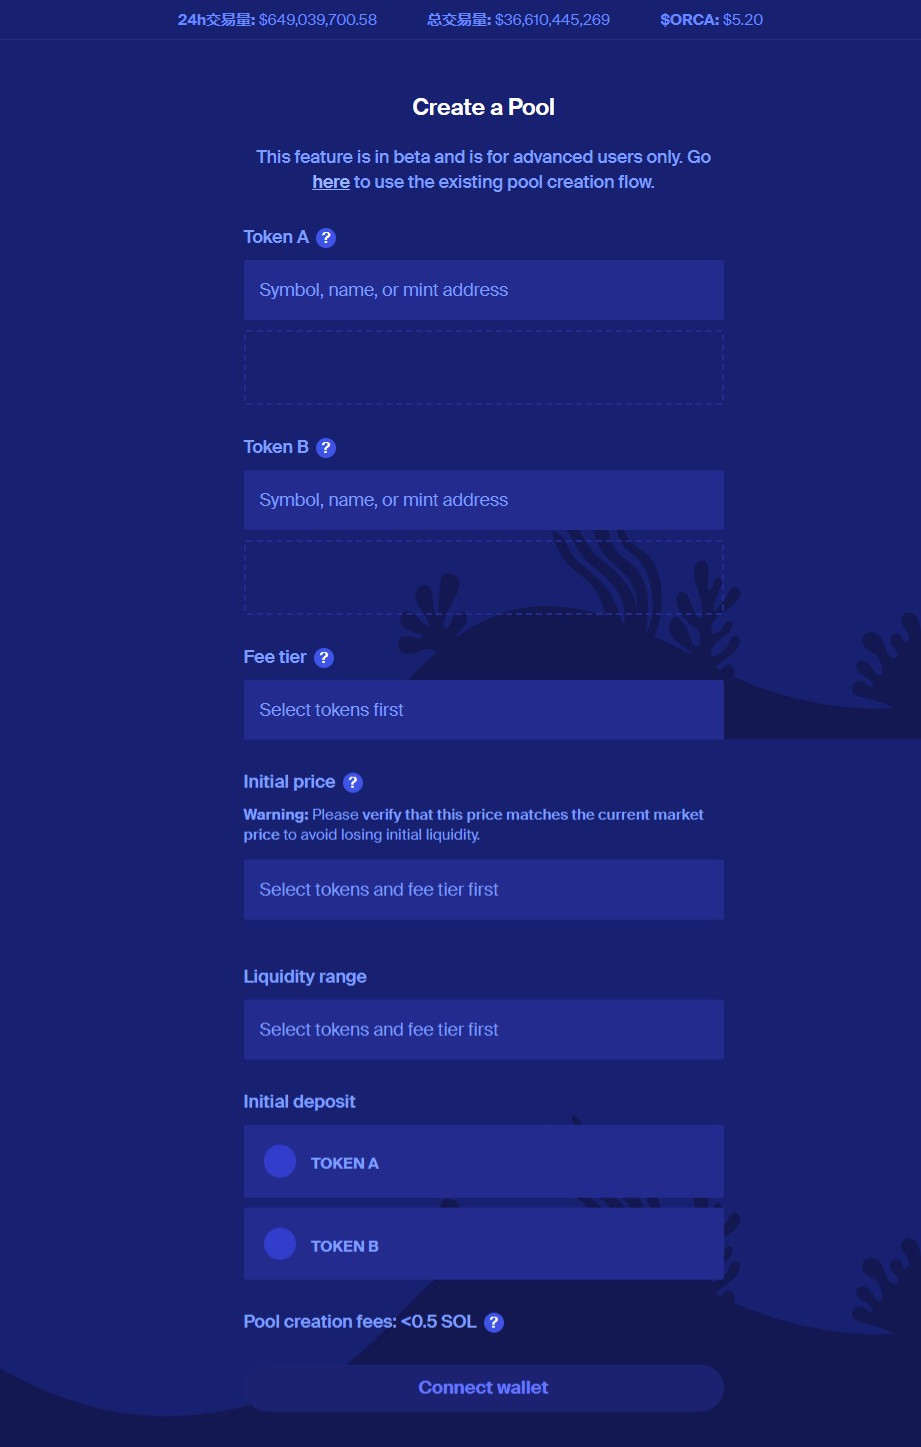 24h交易量: $649,039,700.58 总交易量: $36,610,445,269 $ORCA: $5.20
Create a Pool
This feature is in beta and is for advanced users only. Go
here to use the existing pool creation flow.
Token A ?
Symbol, name, or mint address
Token B ?
Symbol, name, or mint address
Fee tier ?
Select tokens first
Initial price ?
Warning: Please verify that this price matches the current market
price to avoid losing initial liquidity.
Select tokens and fee tier first
Liquidity range
Select tokens and fee tier first
Initial deposit
TOKEN A
TOKEN B
Pool creation fees: <0.5 SOL ?
Connect wallet